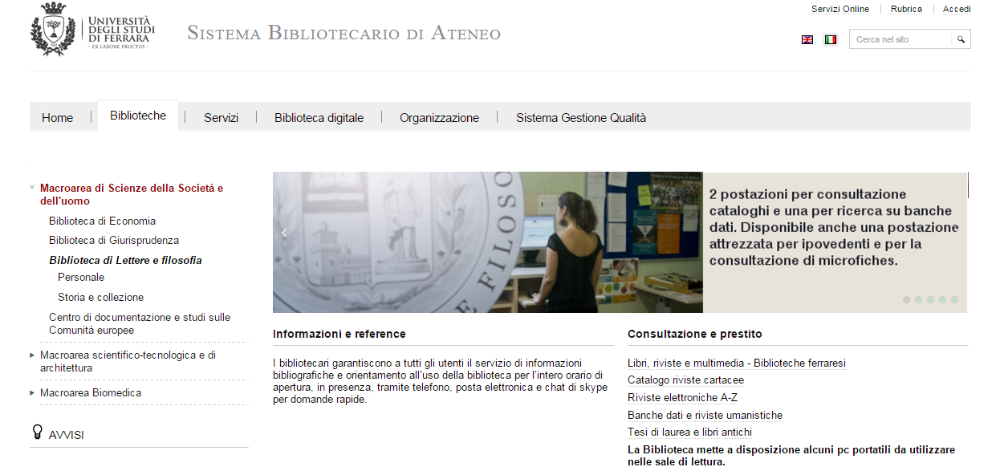 Servizi Online
Rubrica
Accedi
UNIVERSITÀ
DEGLI STUDI
DI FERRARA
- EX LABORE FRUCTUS -
SISTEMA BIBLIOTECARIO DI ATENEO
Cerca nel sito
Home
Biblioteche
Servizi
Biblioteca digitale
Organizzazione
Sistema Gestione Qualità
Macroarea di Scienze della Società e
dell'uomo
Biblioteca di Economia
Biblioteca di Giurisprudenza
Biblioteca di Lettere e filosofia
Personale
Storia e collezione
Centro di documentazione e studi sulle
Comunità europee
Macroarea scientifico-tecnologica e di
architettura
Macroarea Biomedica
AVVISI
E FILOSO
2 postazioni per consultazione
cataloghi e una per ricerca su banche
dati. Disponibile anche una postazione
attrezzata per ipovedenti e per la
consultazione di microfiches.
Informazioni e reference
I bibliotecari garantiscono a tutti gli utenti il servizio di informazioni
bibliografiche e orientamento all'uso della biblioteca per l'intero orario di
apertura, in presenza, tramite telefono, posta elettronica e chat di skype
per domande rapide.
Consultazione e prestito
Libri, riviste e multimedia - Biblioteche ferraresi
Catalogo riviste cartacee
Riviste elettroniche A-Z
Banche dati e riviste umanistiche
Tesi di laurea e libri antichi
La Biblioteca mette a disposizione alcuni pc portatili da utilizzare
nelle sale di lettura.